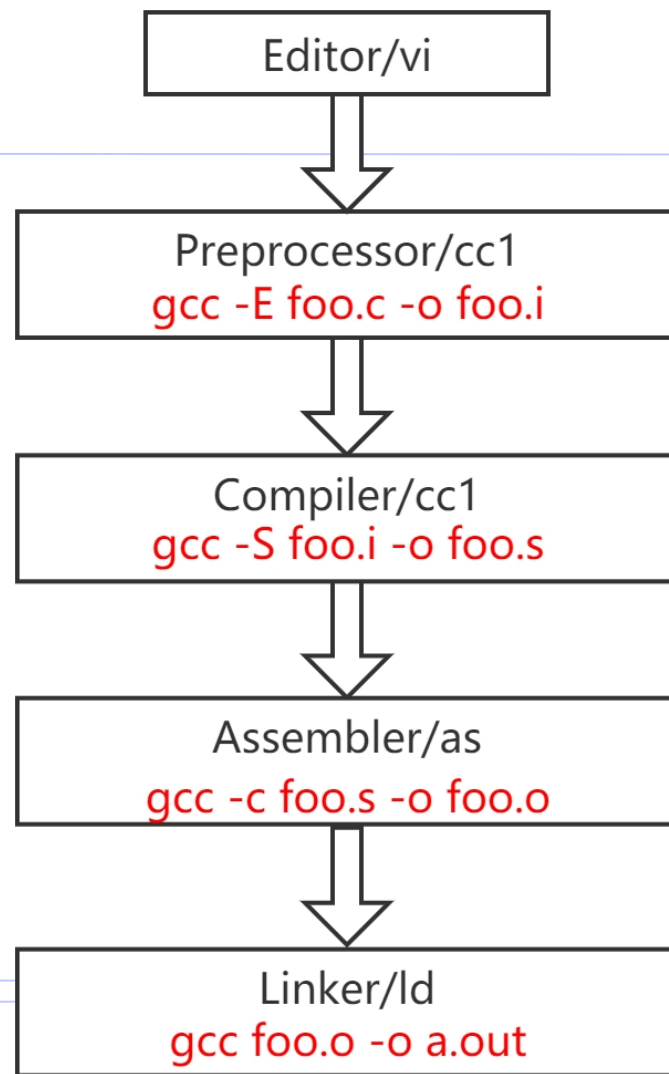 Editor/vi
Preprocessor/cc1
gcc -E foo.c -o foo.i
Compiler/cc1
gcc -S foo.i -o foo.s
Assembler/as
gcc -c foo.s -o foo.o
Linker/ld
gcc foo.o -o a.out